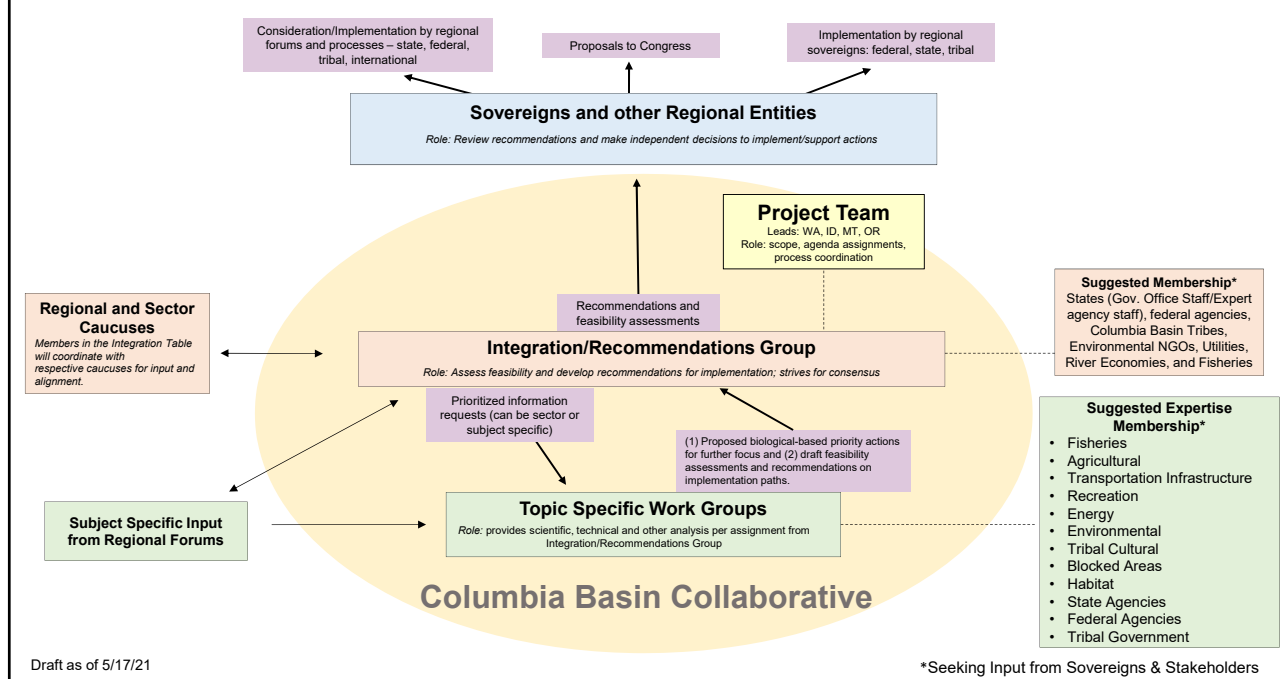 Consideration/Implementation by regional
forums and processes – state, federal,
tribal, international
Proposals to Congress
Implementation by regional
sovereigns: federal, state, tribal
Sovereigns and other Regional Entities
Role: Review recommendations and make independent decisions to implement/support actions
Project Team
Leads: WA, ID, MT, OR
Role: scope, agenda assignments,
process coordination
Recommendations and
feasibility assessments
Regional and Sector
Caucuses
Members in the Integration Table
will coordinate with
respective caucuses for input and
alignment.
Integration/Recommendations Group
Role: Assess feasibility and develop recommendations for implementation; strives for consensus
Suggested Membership*
States (Gov. Office Staff/Expert
agency staff), federal agencies,
Columbia Basin Tribes,
Environmental NGOs, Utilities,
River Economies, and Fisheries
Prioritized information
requests (can be sector or
subject specific)
(1) Proposed biological-based priority actions
for further focus and (2) draft feasibility
assessments and recommendations on
implementation paths.
Subject Specific Input
from Regional Forums
Topic Specific Work Groups
Role: provides scientific, technical and other analysis per assignment from
Integration/Recommendations Group
Suggested Expertise
Membership*
• Fisheries
• Agricultural
• Transportation Infrastructure
• Recreation
• Energy
• Environmental
• Tribal Cultural
• Blocked Areas
• Habitat
• State Agencies
• Federal Agencies
• Tribal Government
Columbia Basin Collaborative
Draft as of 5/17/21
*Seeking Input from Sovereigns & Stakeholders